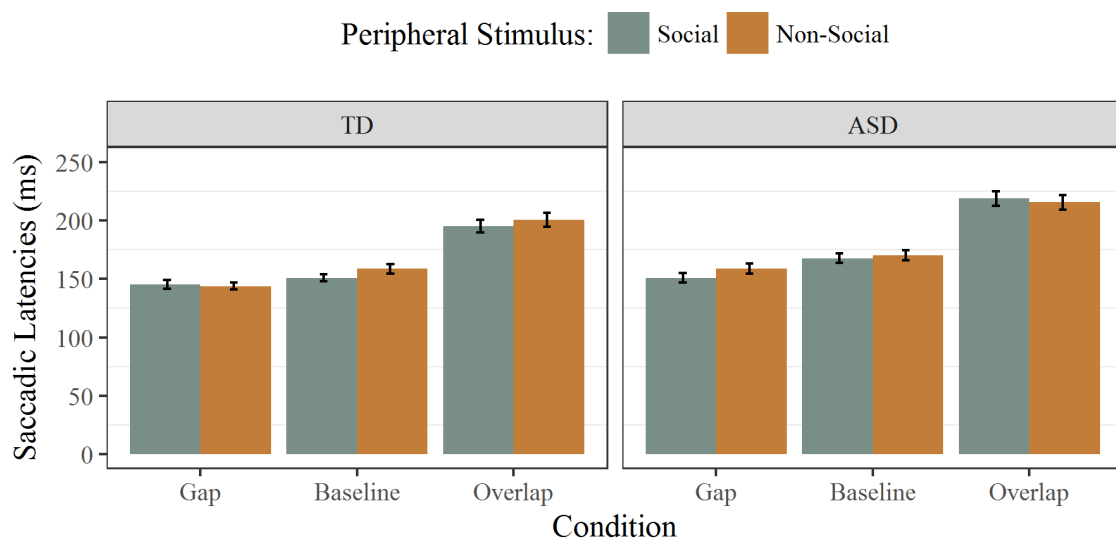 Peripheral Stimulus: Social Non-Social
TD ASD
Saccadic Latencies (ms)
250
200
150
100
50
0
Gap Baseline Overlap Gap Baseline Overlap
Condition